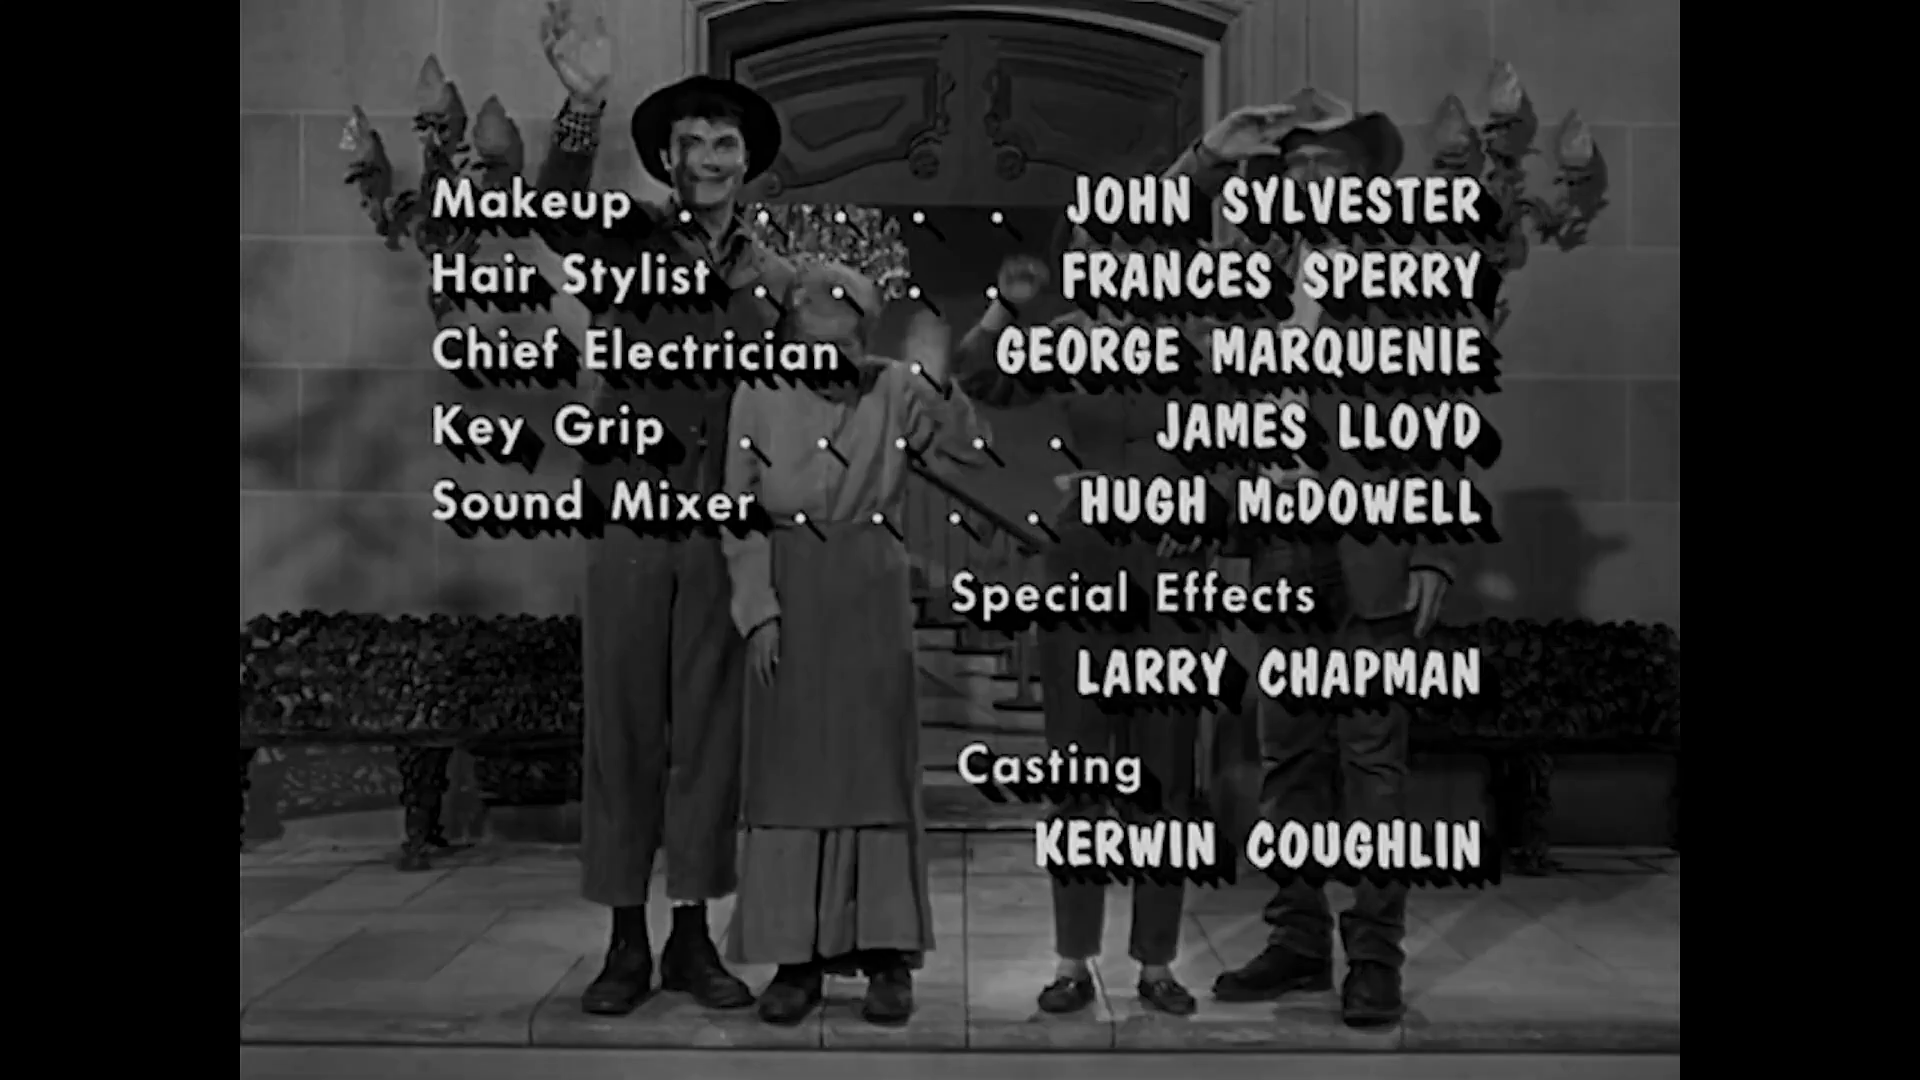 Makeup . . . . . JOHN SYLVESTER
Hair Stylist . . . . FRANCES SPERRY
Chief Electrician . GEORGE MARQUENIE
Key Grip . . . . . JAMES LLOYD
Sound Mixer . . . . HUGH McDOWELL
Special Effects
LARRY CHAPMAN
Casting
KERWIN COUGHLIN